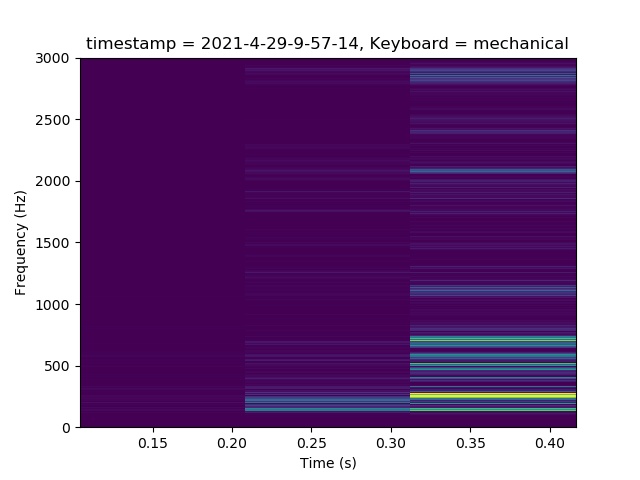 timestamp = 2021-4-29-9-57-14, Keyboard = mechanical
3000
2500
2000
1500
1000
500
0
Frequency (Hz)
0.15 0.20 0.25 0.30 0.35 0.40
Time (s)